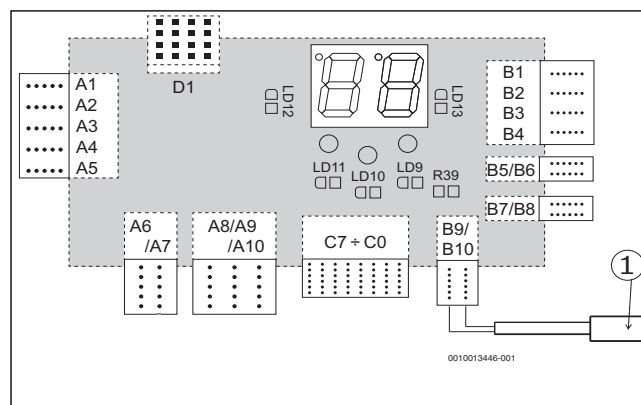 D1
A1
A2
A3
A4
A5
LD12
88
LD13
B1
B2
B3
B4
LD11
LD10
LD9
R39
B5/B6
B7/B8
A6
/A7
A8/A9
/A10
C7 ÷ C0
B9/
B10
1
0010013446-001